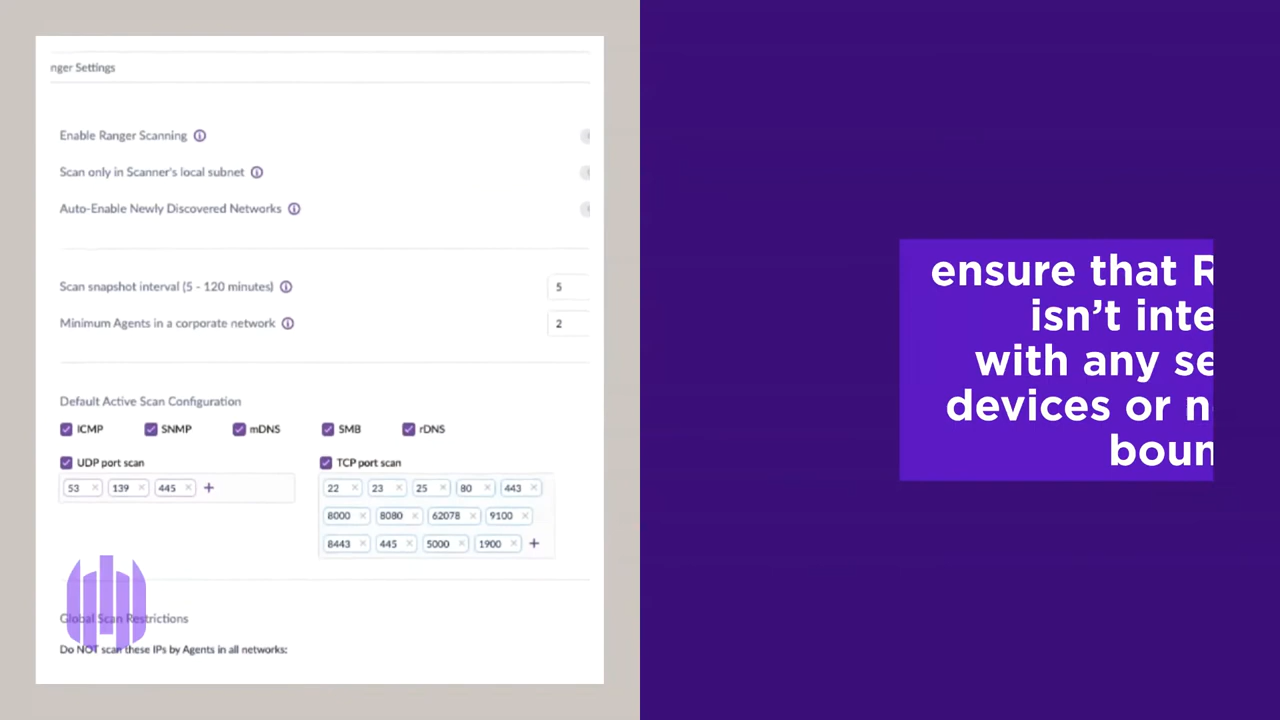 nger Settings
Enable Ranger Scanning
Scan only in Scanner's local subnet
Auto-Enable Newly Discovered Networks
Scan snapshot interval (5 - 120 minutes)
5
Minimum Agents in a corporate network
2
Default Active Scan Configuration
ICMP SNMP mDNS SMB rDNS
UDP port scan
53 139 445 +
TCP port scan
22 23 25 80 443
8000 8080 62078 9100
8443 445 5000 1900 +
Global Scan Restrictions
Do NOT scan these IPs by Agents in all networks:
ensure that R
isn't inte
with any se
devices or n
boun